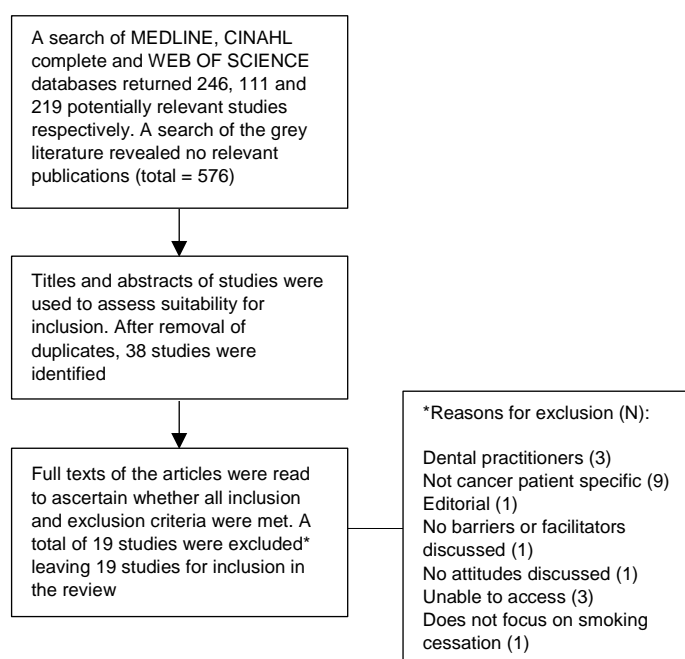 A search of MEDLINE, CINAHL
complete and WEB OF SCIENCE
databases returned 246, 111 and
219 potentially relevant studies
respectively. A search of the grey
literature revealed no relevant
publications (total = 576)
Titles and abstracts of studies were
used to assess suitability for
inclusion. After removal of
duplicates, 38 studies were
identified
Full texts of the articles were read
to ascertain whether all inclusion
and exclusion criteria were met. A
total of 19 studies were excluded*
leaving 19 studies for inclusion in
the review
*Reasons for exclusion (N):
Dental practitioners (3)
Not cancer patient specific (9)
Editorial (1)
No barriers or facilitators
discussed (1)
No attitudes discussed (1)
Unable to access (3)
Does not focus on smoking
cessation (1)